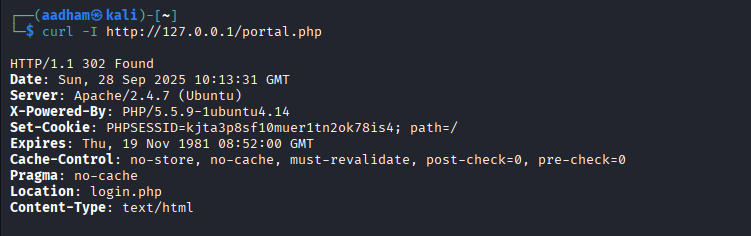 ┌──(aadham㉿kali)-[~]
└─$ curl -I http://127.0.0.1/portal.php
HTTP/1.1 302 Found
Date: Sun, 28 Sep 2025 10:13:31 GMT
Server: Apache/2.4.7 (Ubuntu)
X-Powered-By: PHP/5.5.9-1ubuntu4.14
Set-Cookie: PHPSESSID=kjta3p8sf10muer1tn2ok78is4; path=/
Expires: Thu, 19 Nov 1981 08:52:00 GMT
Cache-Control: no-store, no-cache, must-revalidate, post-check=0, pre-check=0
Pragma: no-cache
Location: login.php
Content-Type: text/html